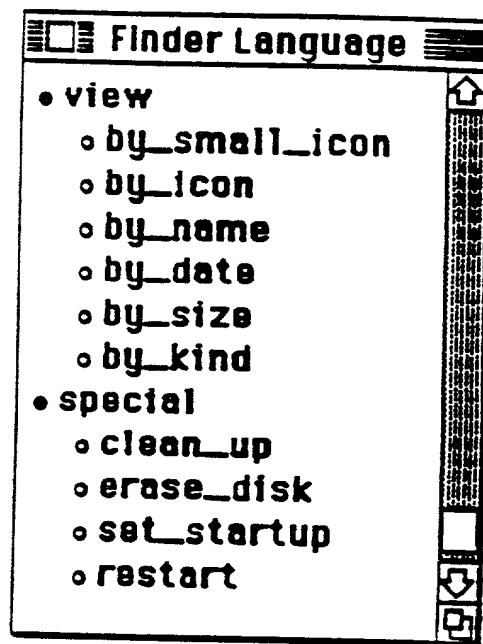 Finder Language
• view
∘ by_small_icon
∘ by_icon
∘ by_name
∘ by_date
∘ by_size
∘ by_kind
• special
∘ clean_up
∘ erase_disk
∘ set_startup
∘ restart